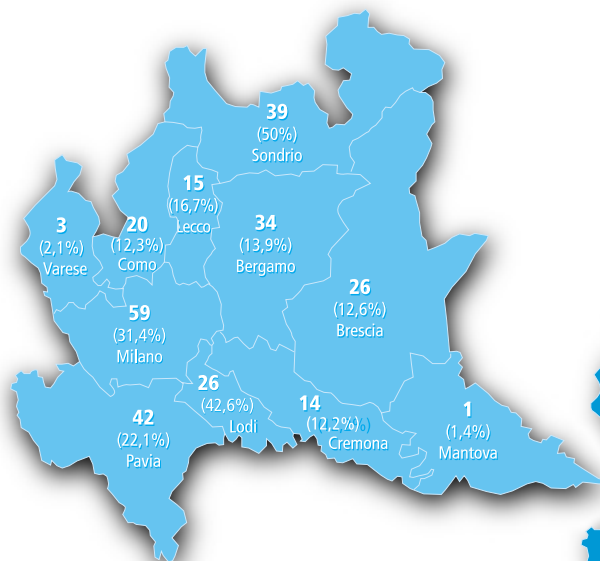 39
(50%)
Sondrio
15
(16,7%)
Lecco
3
(2,1%)
Varese
20
(12,3%)
Como
34
(13,9%)
Bergamo
26
(12,6%)
Brescia
59
(31,4%)
Milano
26
(42,6%)
Lodi
14
(12,2%)
Cremona
42
(22,1%)
Pavia
1
(1,4%)
Mantova